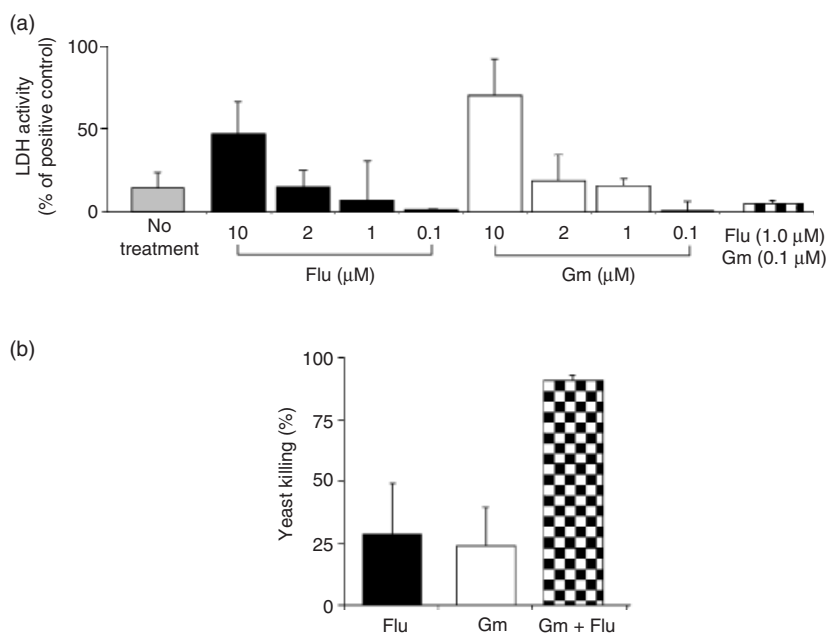 (a)
LDH activity
(% of positive control)
100
50
0
No
treatment
10 2 1 0.1
Flu (μM)
10 2 1 0.1
Gm (μM)
Flu (1.0 μM)
Gm (0.1 μM)
(b)
Yeast killing (%)
100
75
50
25
0
Flu Gm Gm + Flu